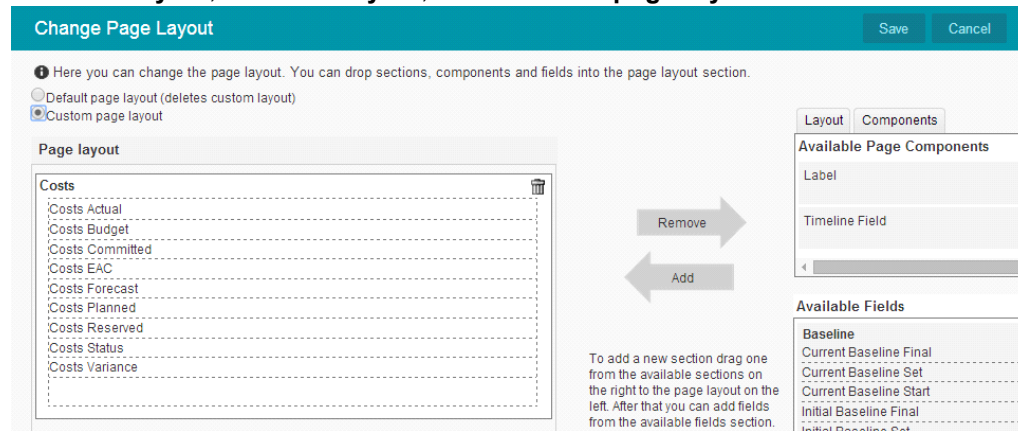 Change Page Layout
Save
Cancel
Here you can change the page layout. You can drop sections, components and fields into the page layout section.
Default page layout (deletes custom layout)
Custom page layout
Page layout
Costs
Costs Actual
Costs Budget
Costs Committed
Costs EAC
Costs Forecast
Costs Planned
Costs Reserved
Costs Status
Costs Variance
Remove
Add
To add a new section drag one
from the available sections on
the right to the page layout on the
left. After that you can add fields
from the available fields section.
Layout
Components
Available Page Components
Label
Timeline Field
Available Fields
Baseline
Current Baseline Final
Current Baseline Set
Current Baseline Start
Initial Baseline Final
Initial Baseline Set